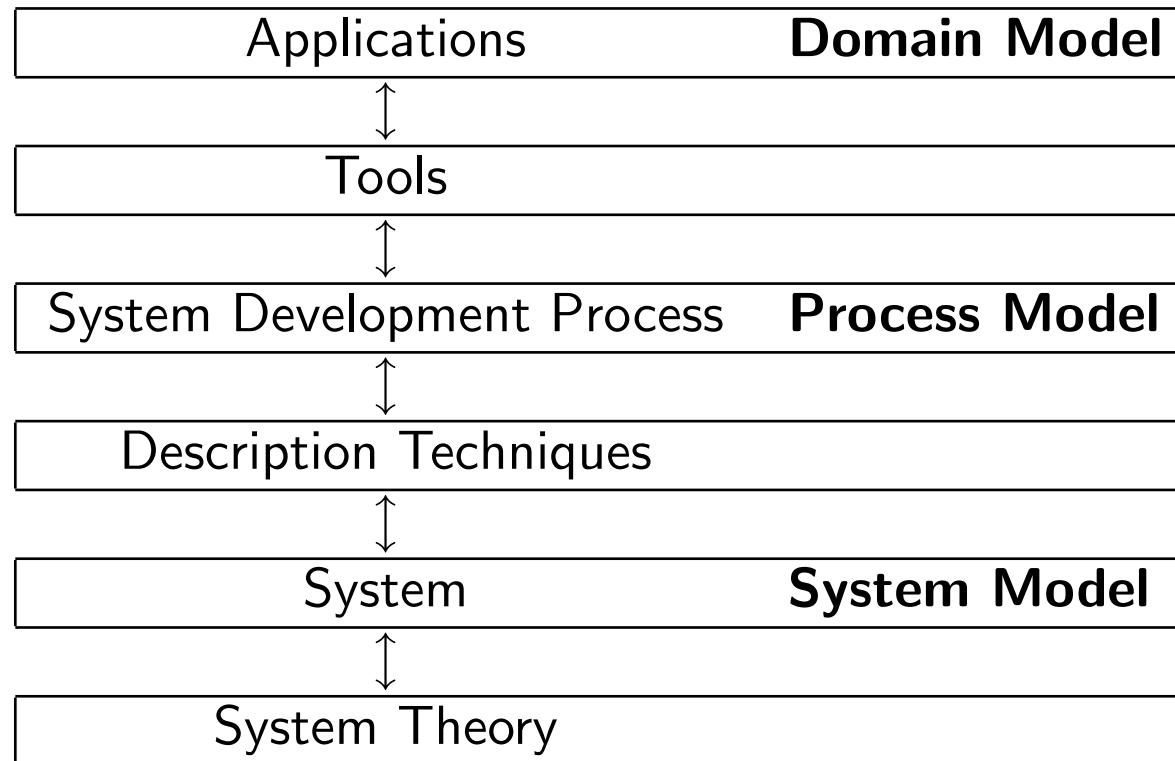 Applications Domain Model
Tools
System Development Process Process Model
Description Techniques
System System Model
System Theory